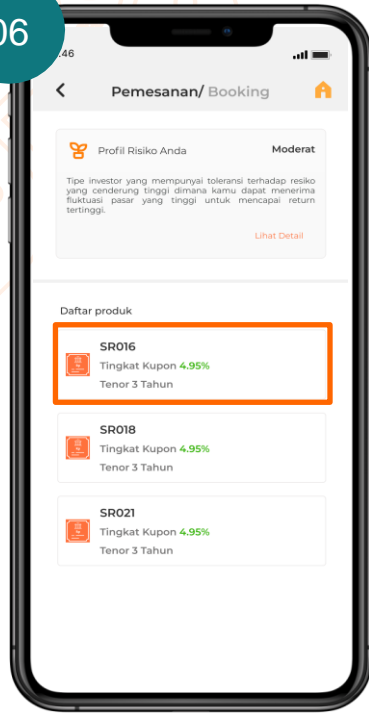 06
:46
Pemesanan/ Booking
Profil Risiko Anda
Moderat
Tipe investor yang mempunyai toleransi terhadap resiko
yang cenderung tinggi dimana kamu dapat menerima
fluktuasi pasar yang tinggi untuk mencapai return
tertinggi.
Lihat Detail
Daftar produk
SR016
Tingkat Kupon 4.95%
Tenor 3 Tahun
SR018
Tingkat Kupon 4.95%
Tenor 3 Tahun
SR021
Tingkat Kupon 4.95%
Tenor 3 Tahun